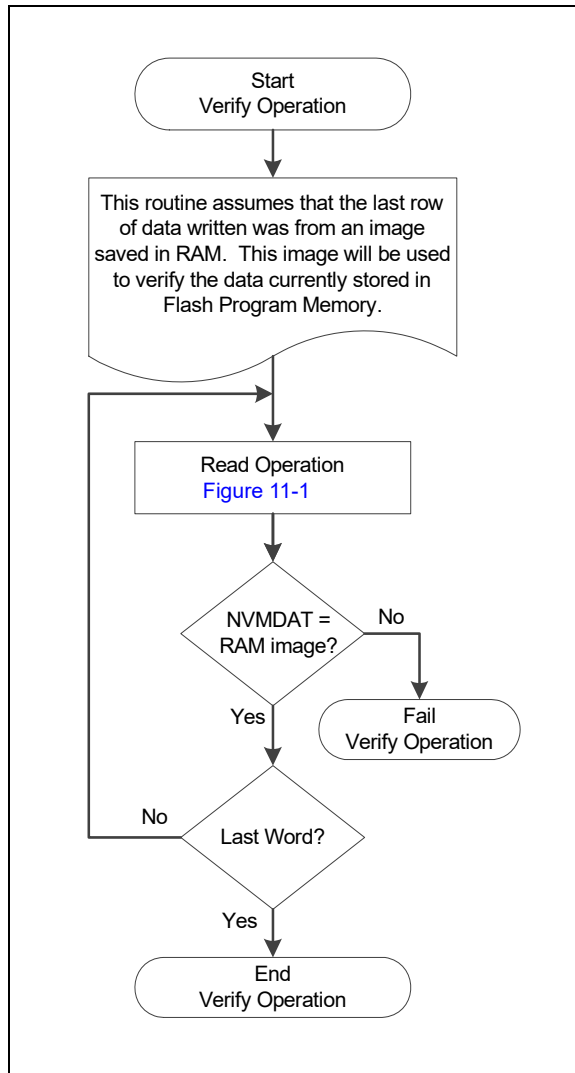 Start
Verify Operation
This routine assumes that the last row
of data written was from an image
saved in RAM.  This image will be used
to verify the data currently stored in
Flash Program Memory.
Read Operation
Figure 11-1
NVMDAT =
RAM image?
No
Yes
Fail
Verify Operation
No
Last Word?
Yes
End
Verify Operation